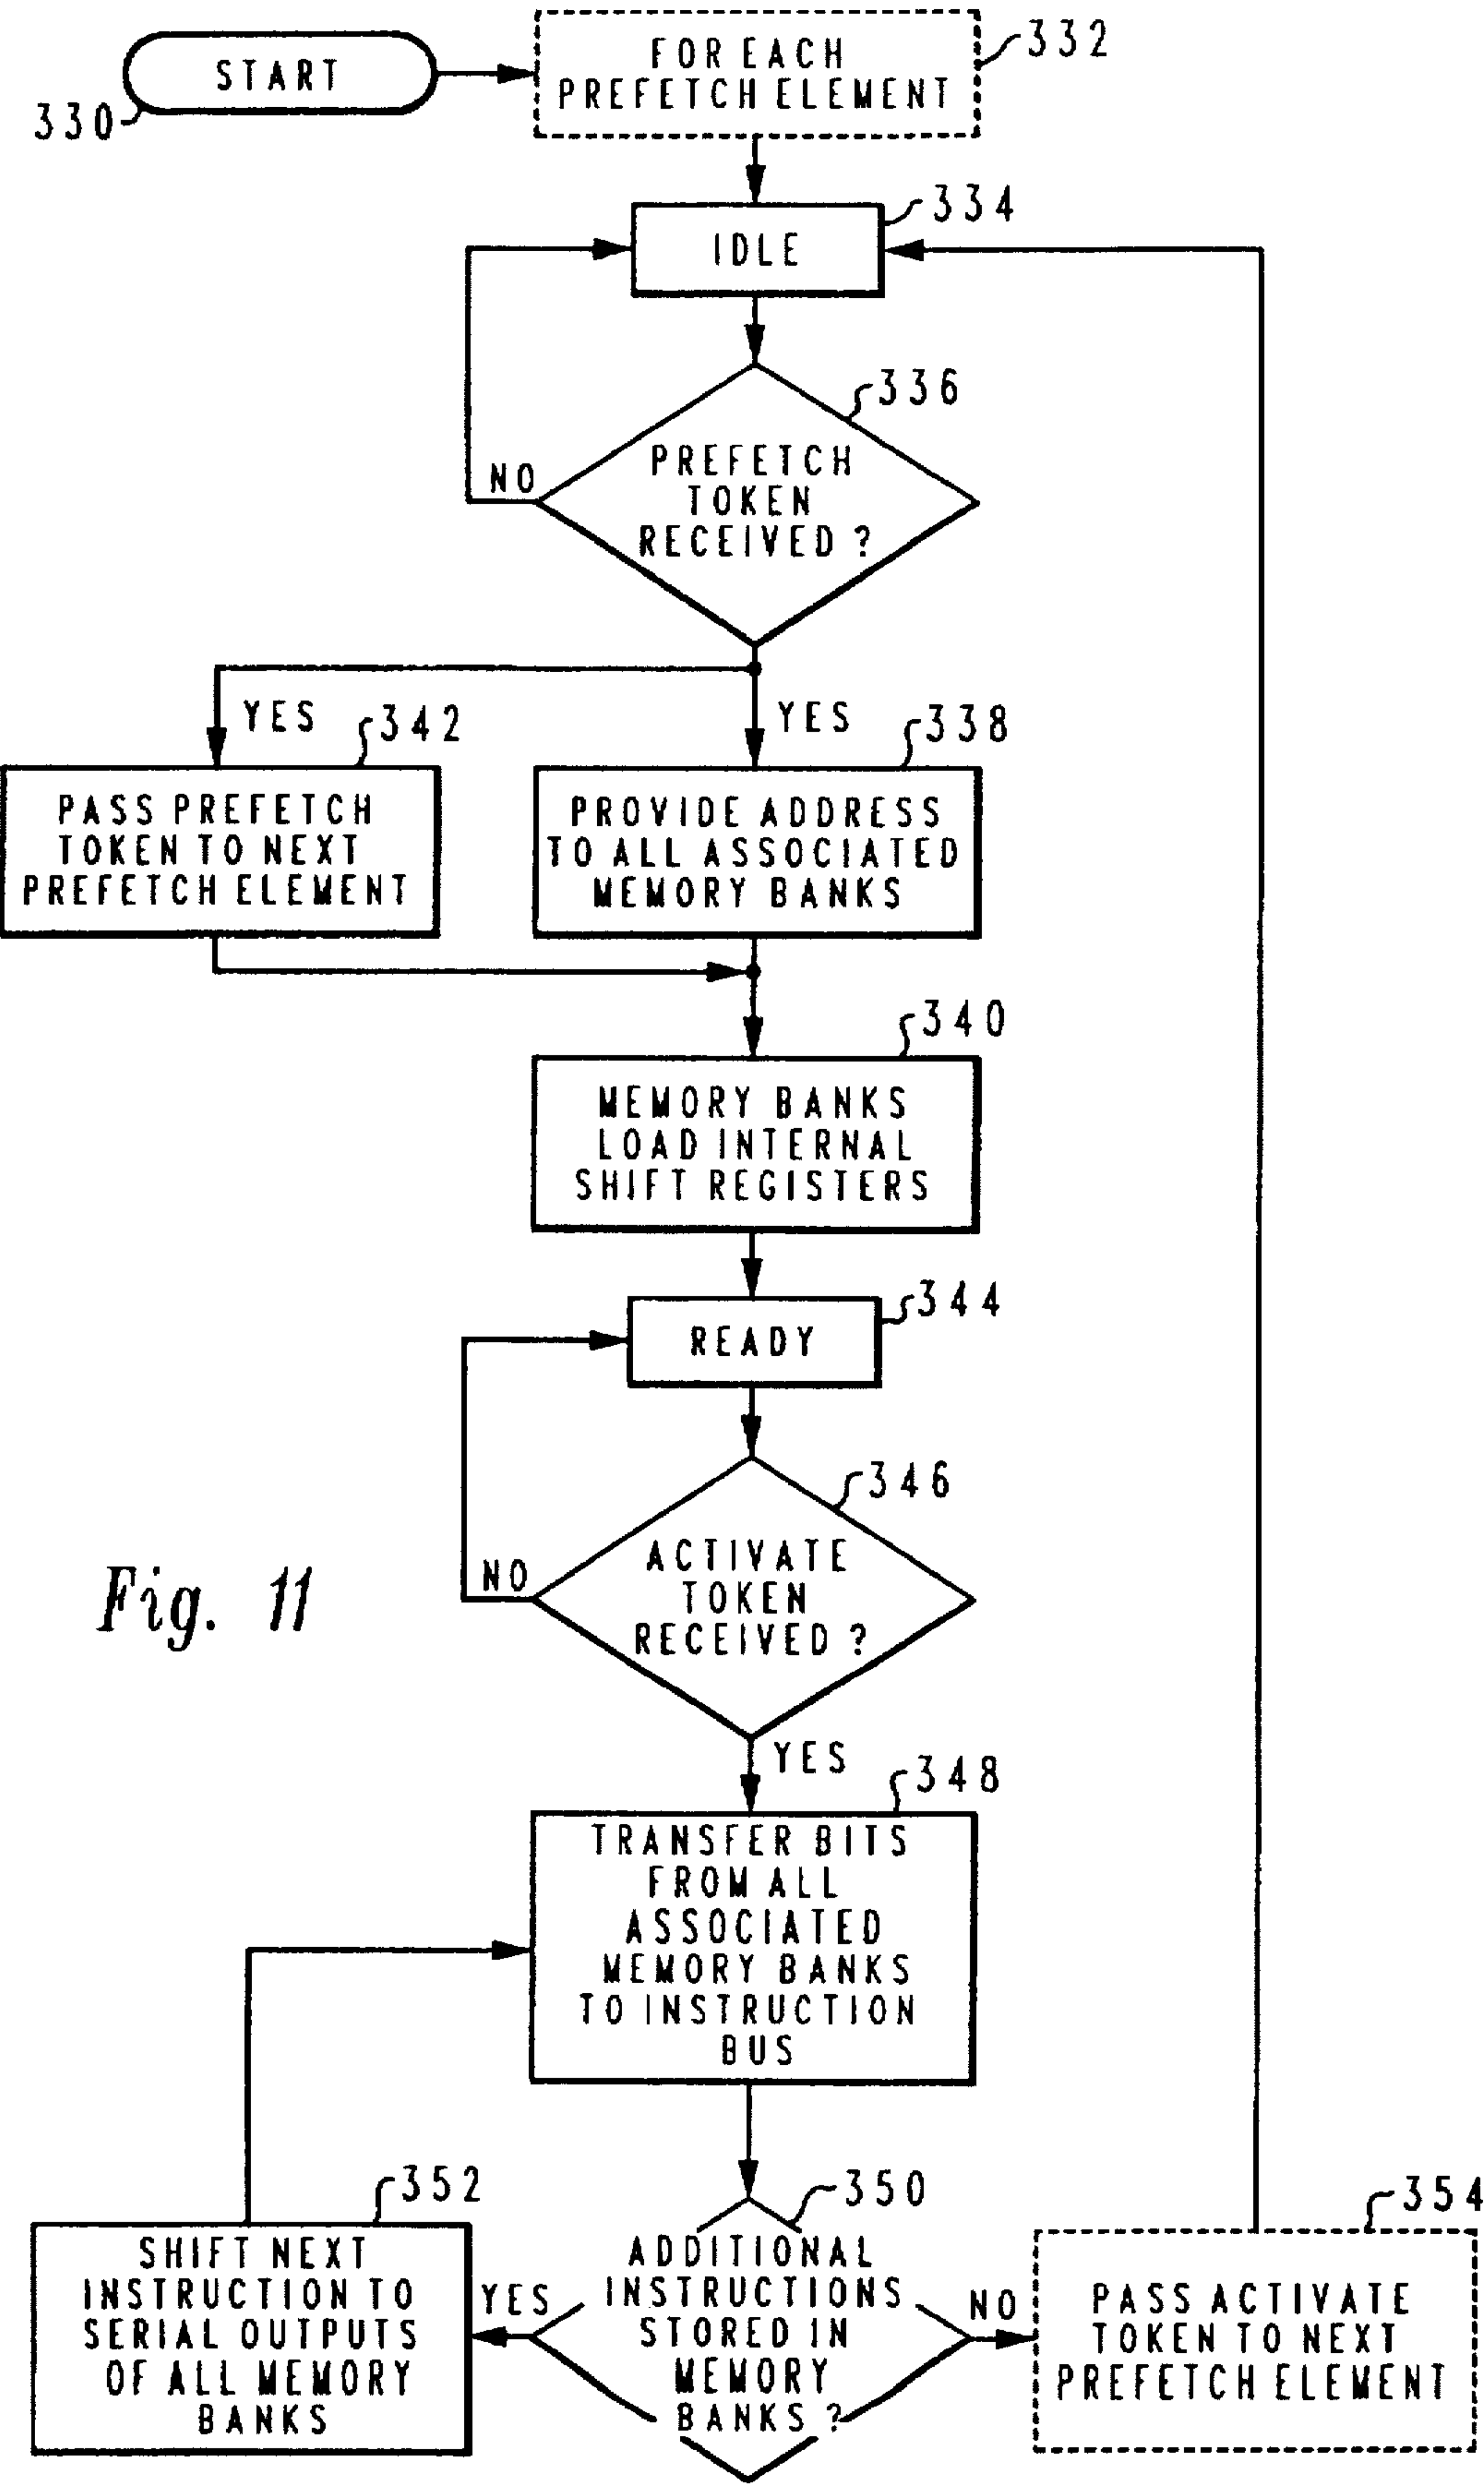 START
330
FOR EACH
PREFETCH ELEMENT
332
IDLE
334
PREFETCH
TOKEN
RECEIVED ?
336
NO
YES
YES
342
PASS PREFETCH
TOKEN TO NEXT
PREFETCH ELEMENT
338
PROVIDE ADDRESS
TO ALL ASSOCIATED
MEMORY BANKS
340
MEMORY BANKS
LOAD INTERNAL
SHIFT REGISTERS
344
READY
346
ACTIVATE
TOKEN
RECEIVED ?
NO
Fig. 11
YES
348
TRANSFER BITS
FROM ALL
ASSOCIATED
MEMORY BANKS
TO INSTRUCTION
BUS
352
SHIFT NEXT
INSTRUCTION TO
SERIAL OUTPUTS
OF ALL MEMORY
BANKS
YES
350
ADDITIONAL
INSTRUCTIONS
STORED IN
MEMORY
BANKS ?
NO
354
PASS ACTIVATE
TOKEN TO NEXT
PREFETCH ELEMENT